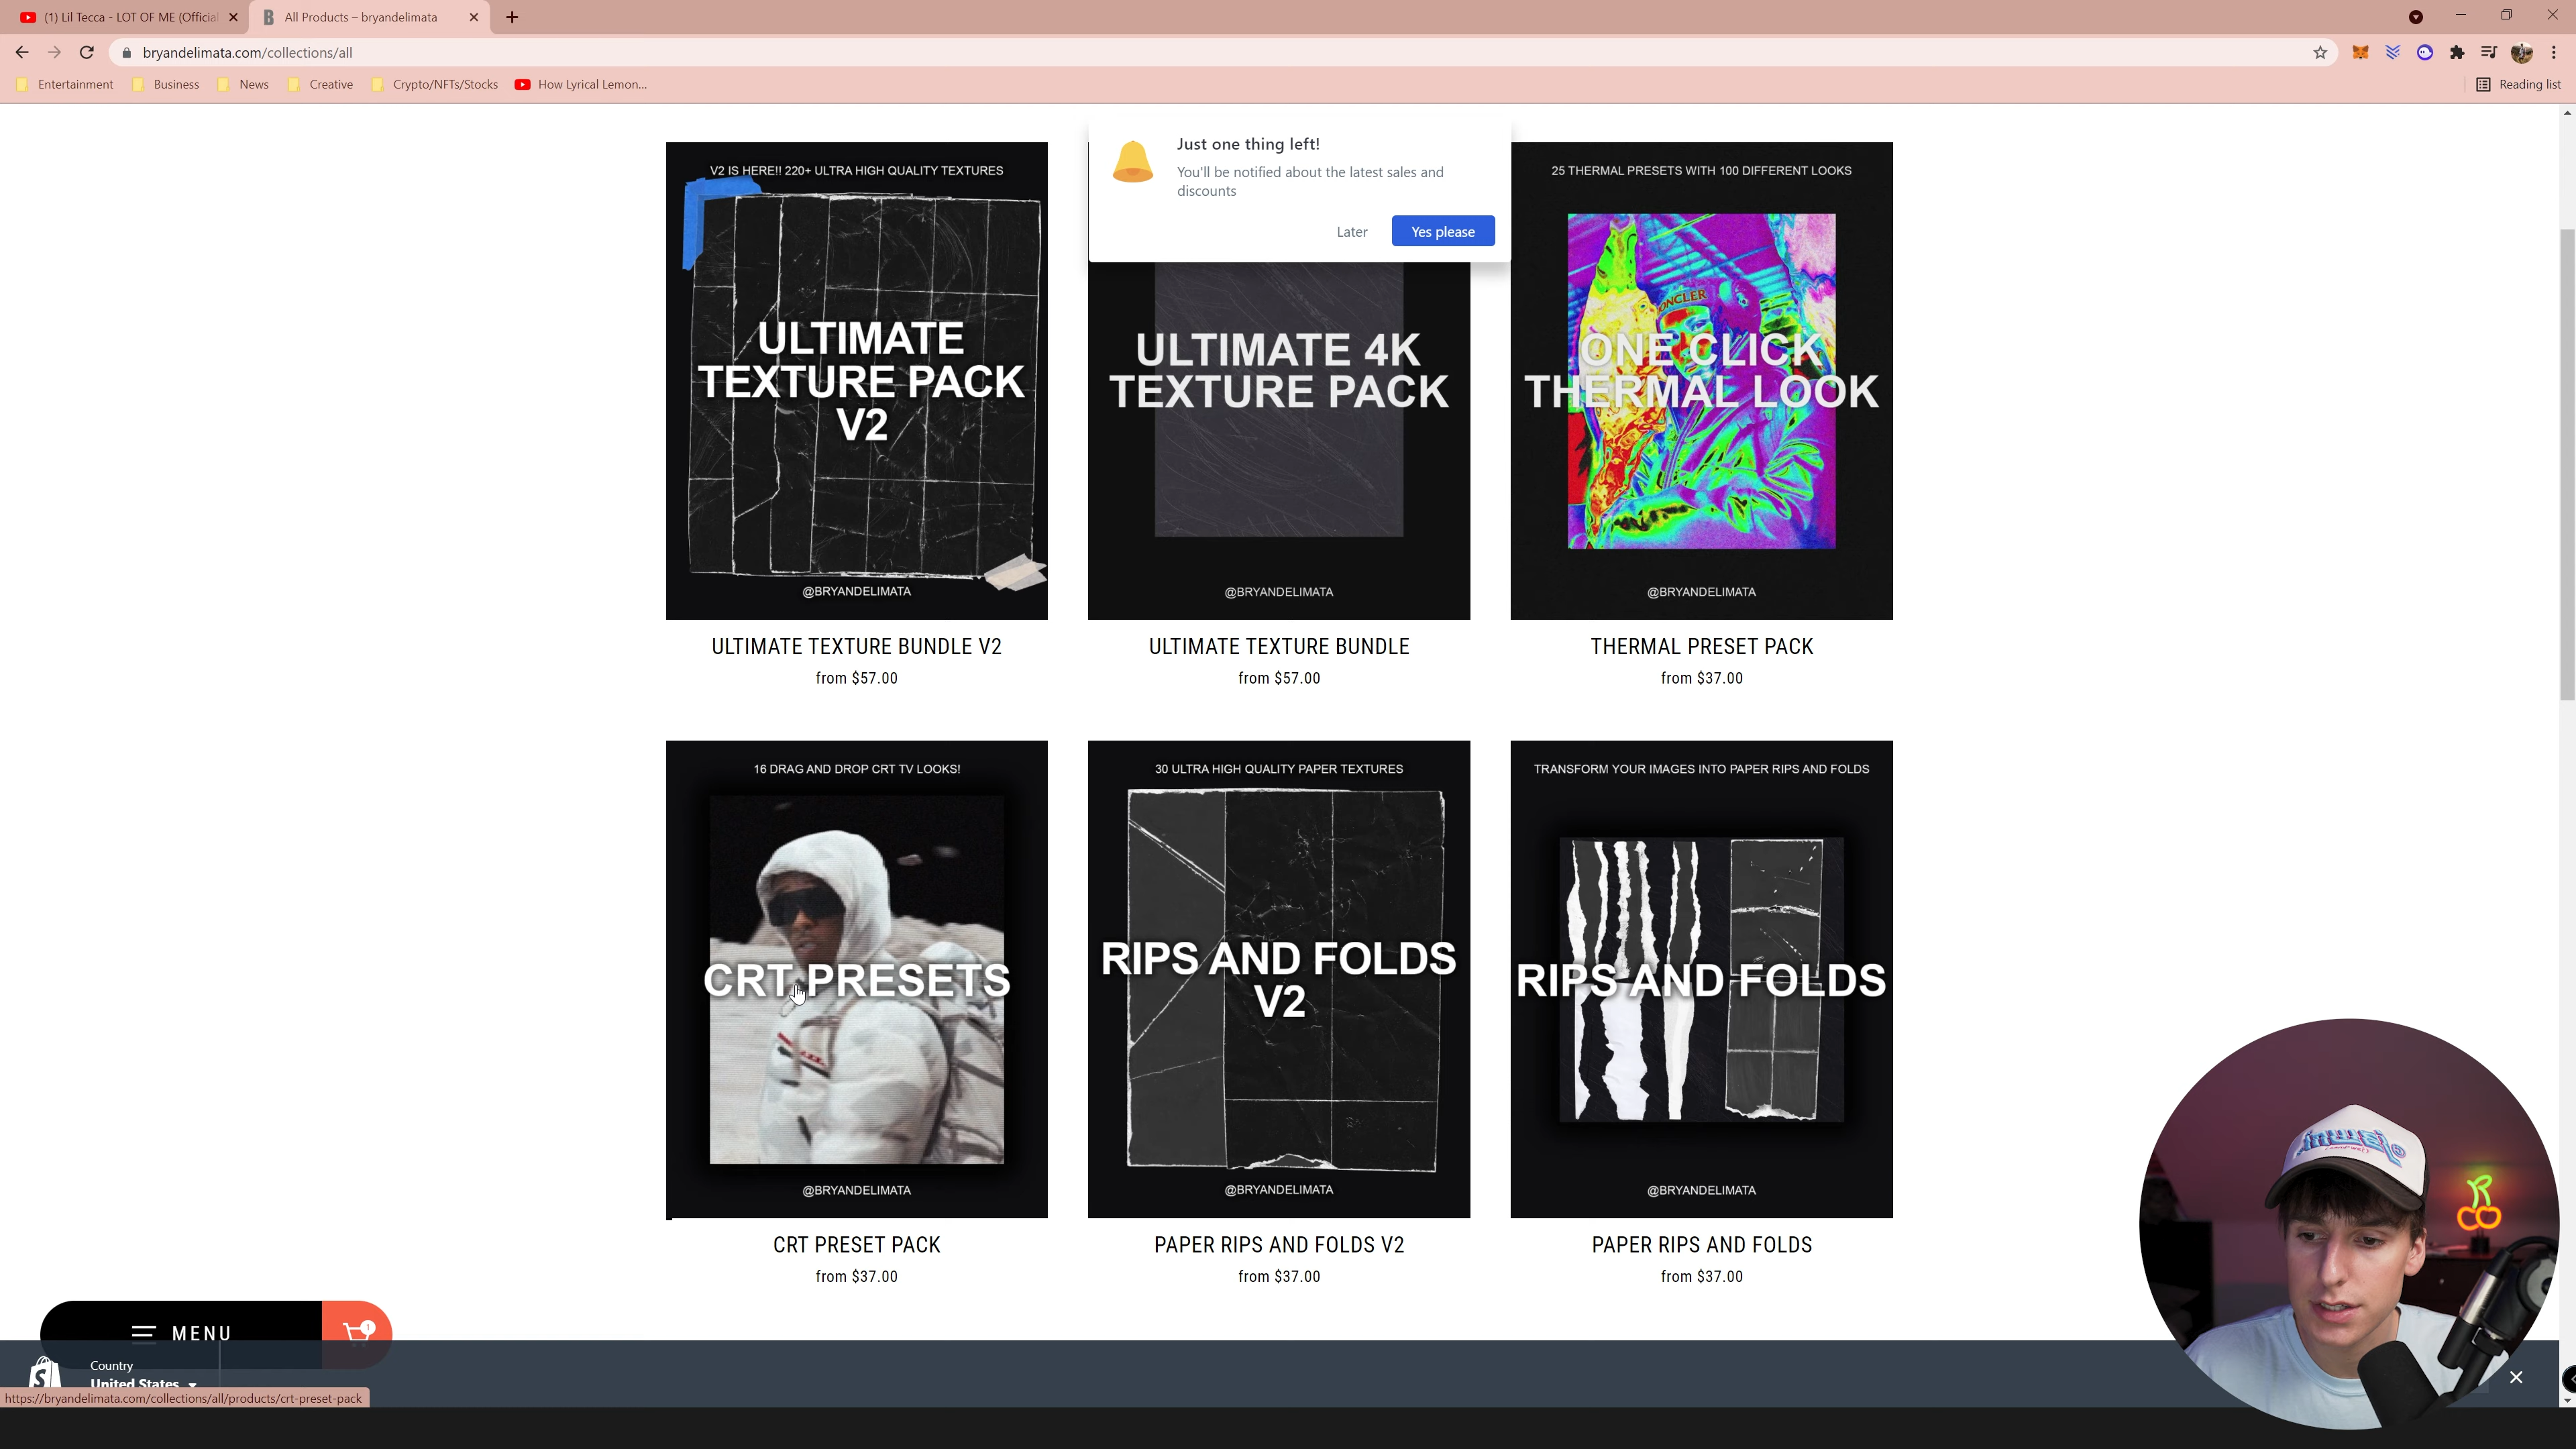 (1) Lil Tecca - LOT OF ME (Official
All Products – bryandelimata
bryandelimata.com/collections/all
Entertainment
Business
News
Creative
Crypto/NFTs/Stocks
How Lyrical Lemon...
Reading list
Just one thing left!
You'll be notified about the latest sales and
discounts
Later
Yes please
V2 IS HERE!! 220+ ULTRA HIGH QUALITY TEXTURES
ULTIMATE
TEXTURE PACK
V2
@BRYANDELIMATA
ULTIMATE TEXTURE BUNDLE V2
from $57.00
ULTIMATE 4K
TEXTURE PACK
@BRYANDELIMATA
ULTIMATE TEXTURE BUNDLE
from $57.00
25 THERMAL PRESETS WITH 100 DIFFERENT LOOKS
ONE CLICK
THERMAL LOOK
@BRYANDELIMATA
THERMAL PRESET PACK
from $37.00
16 DRAG AND DROP CRT TV LOOKS!
CRT PRESETS
@BRYANDELIMATA
CRT PRESET PACK
from $37.00
30 ULTRA HIGH QUALITY PAPER TEXTURES
RIPS AND FOLDS
V2
@BRYANDELIMATA
PAPER RIPS AND FOLDS V2
from $37.00
TRANSFORM YOUR IMAGES INTO PAPER RIPS AND FOLDS
RIPS AND FOLDS
@BRYANDELIMATA
PAPER RIPS AND FOLDS
from $37.00
MENU
1
Country
United States
https://bryandelimata.com/collections/all/products/crt-preset-pack